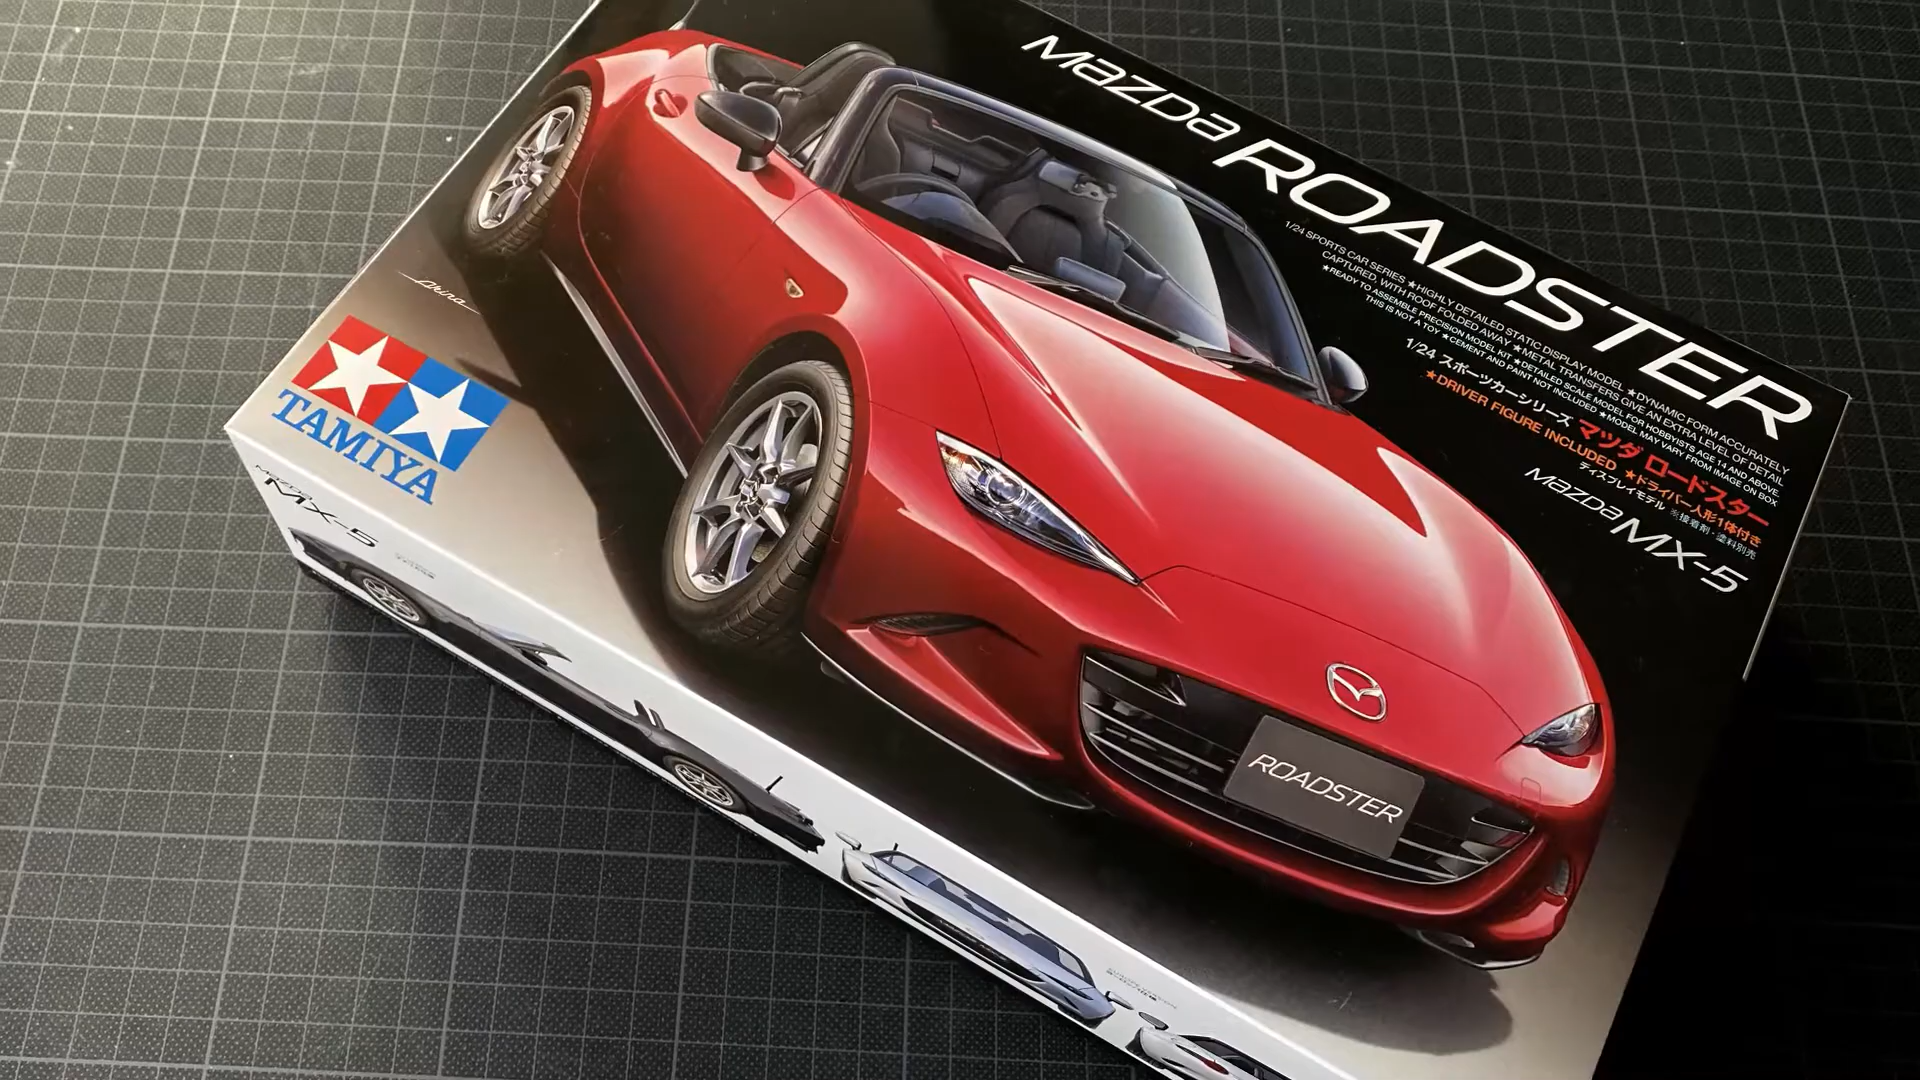 Mazda ROADSTER
1/24 SPORTS CAR SERIES ★HIGHLY DETAILED STATIC DISPLAY MODEL ★DYNAMIC FORM ACCURATELY
CAPTURED, WITH ROOF FOLDED AWAY ★METAL TRANSFERS GIVE AN EXTRA LEVEL OF DETAIL
★READY TO ASSEMBLE PRECISION MODEL KIT ★DETAILED SCALE MODEL FOR HOBBYISTS AGE 14 AND ABOVE.
THIS IS NOT A TOY ★CEMENT AND PAINT NOT INCLUDED ★MODEL MAY VARY FROM IMAGE ON BOX
1/24 スポーツカーシリーズ マツダ ロードスター
★DRIVER FIGURE INCLUDED ★ドライバー人形1体付き
ディスプレイモデル ※接着剤・塗料別売
Mazda MX-5
Akira
TAMIYA
ROADSTER
Mazda
MX-5